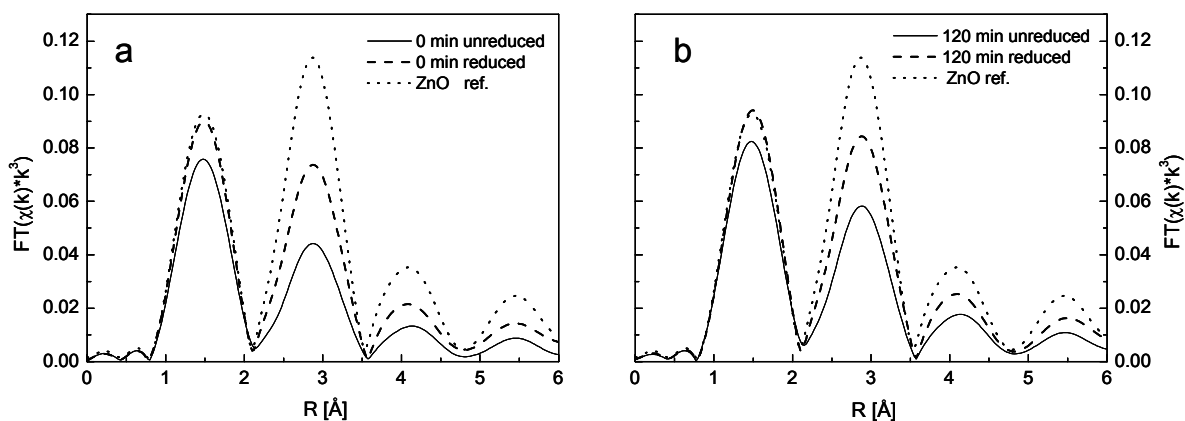 a
0 min unreduced
0 min reduced
ZnO ref.
FT(χ(k)*k³)
0.12
0.10
0.08
0.06
0.04
0.02
0.00
0 1 2 3 4 5 6
R [Å]
b
120 min unreduced
120 min reduced
ZnO ref.
0.12
0.10
0.08
0.06
0.04
0.02
0.00
FT(χ(k)*k³)
0 1 2 3 4 5 6
R [Å]